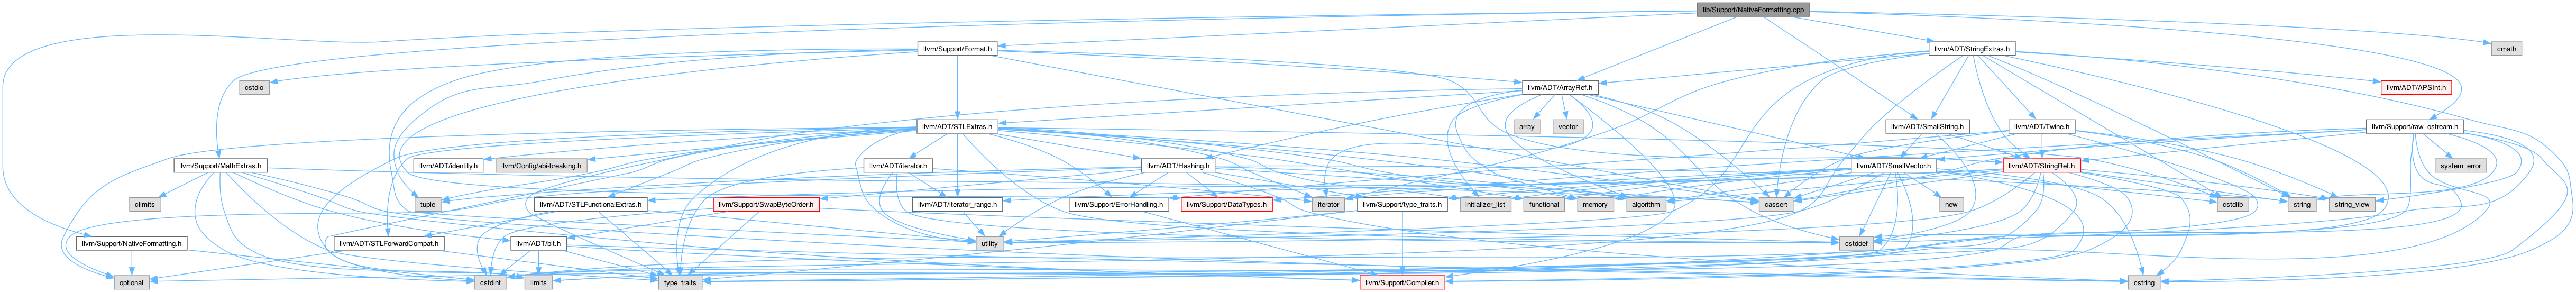 lib/Support/NativeFormatting.cpp
llvm/Support/Format.h
llvm/ADT/StringExtras.h
cmath
cstdio
llvm/ADT/ArrayRef.h
llvm/ADT/APSInt.h
array
vector
llvm/ADT/STLExtras.h
llvm/ADT/SmallString.h
llvm/ADT/Twine.h
llvm/Support/raw_ostream.h
llvm/Support/MathExtras.h
llvm/ADT/identity.h
llvm/Config/abi-breaking.h
llvm/ADT/iterator.h
llvm/ADT/Hashing.h
llvm/ADT/SmallVector.h
llvm/ADT/StringRef.h
system_error
climits
tuple
llvm/ADT/STLFunctionalExtras.h
llvm/Support/SwapByteOrder.h
llvm/ADT/iterator_range.h
llvm/Support/ErrorHandling.h
llvm/Support/DataTypes.h
iterator
llvm/Support/type_traits.h
initializer_list
functional
memory
algorithm
cassert
new
cstdlib
string
string_view
llvm/Support/NativeFormatting.h
llvm/ADT/STLForwardCompat.h
llvm/ADT/bit.h
utility
cstddef
optional
cstdint
limits
type_traits
llvm/Support/Compiler.h
cstring